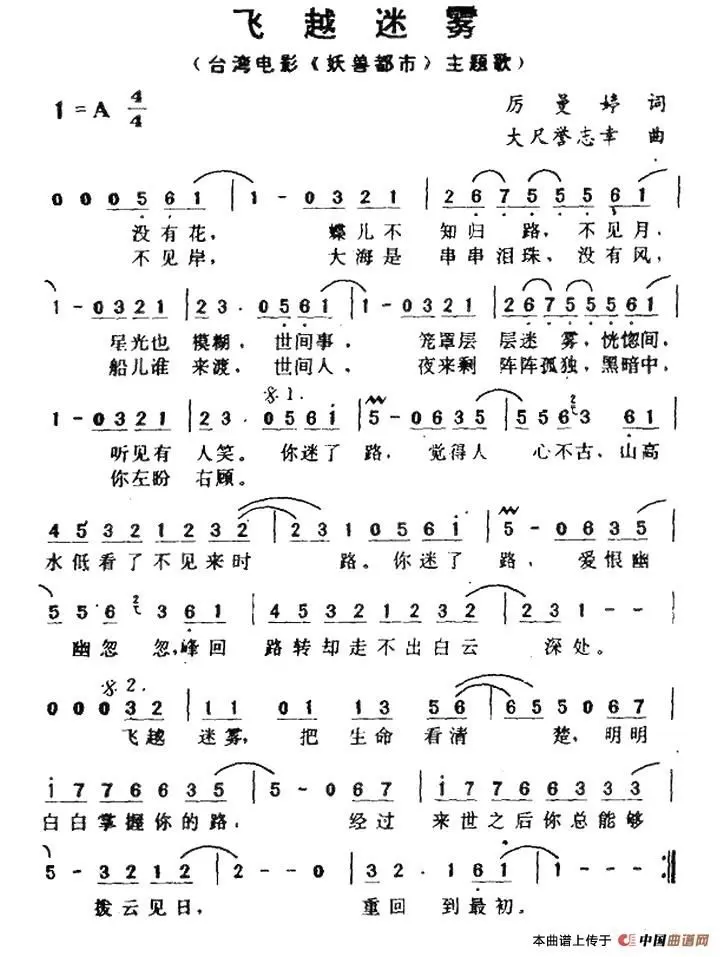 飞越迷雾
(台湾电影《妖兽都市》主题歌)
1=A 4/4
厉曼婷 词
大尺誉志幸 曲
0 0 0 0 5 6 1 | 1 - 0 3 2 1 | 2 6 7 5 5 5 5 6 1 |
没有花, 蝶儿不 知归 路, 不见月,
不见岸, 大海是 串串泪珠, 没有风,
1 - 0 3 2 1 | 2 3 · 0 5 6 1 | 1 - 0 3 2 1 | 2 6 7 5 5 5 5 6 1 |
星光也 模糊, 世间事, 笼罩层 层迷 雾, 恍惚间,
船儿谁 来渡, 世间人, 夜来剩 阵阵孤独, 黑暗中,
𝄋1.
1 - 0 3 2 1 | 2 3 · 0 5 6 i | 5 - 0 6 3 5 | 5 5 6 2 3 6 1 |
听见有 人笑。 你迷了 路, 觉得人 心不古, 山高
你左盼 右顾。
4 5 3 2 1 2 3 2 | 2 3 1 0 5 6 i | 5 - 0 6 3 5 |
水低看了不见来时 路。 你迷了 路, 爱恨幽
5 5 6 2 3 6 1 | 4 5 3 2 1 2 3 2 | 2 3 1 - - |
幽忽 忽,峰回 路转却走不出白云 深处。
𝄋2.
0 0 0 3 2 | 1 1 0 1 1 3 5 6 | 6 5 5 0 6 7 |
飞越 迷雾, 把 生命 看清 楚, 明明
i 7 7 6 6 3 5 | 5 - 0 6 7 | i 7 7 6 6 3 3 3 |
白白掌握你的路, 经过 来世之后你总能够
5 - 3 2 1 2 | 2 - - 0 | 3 2 · 1 6 1 | 1 - - - :||
拨云见日, 重回 到最初。
本曲谱上传于 中国曲谱网